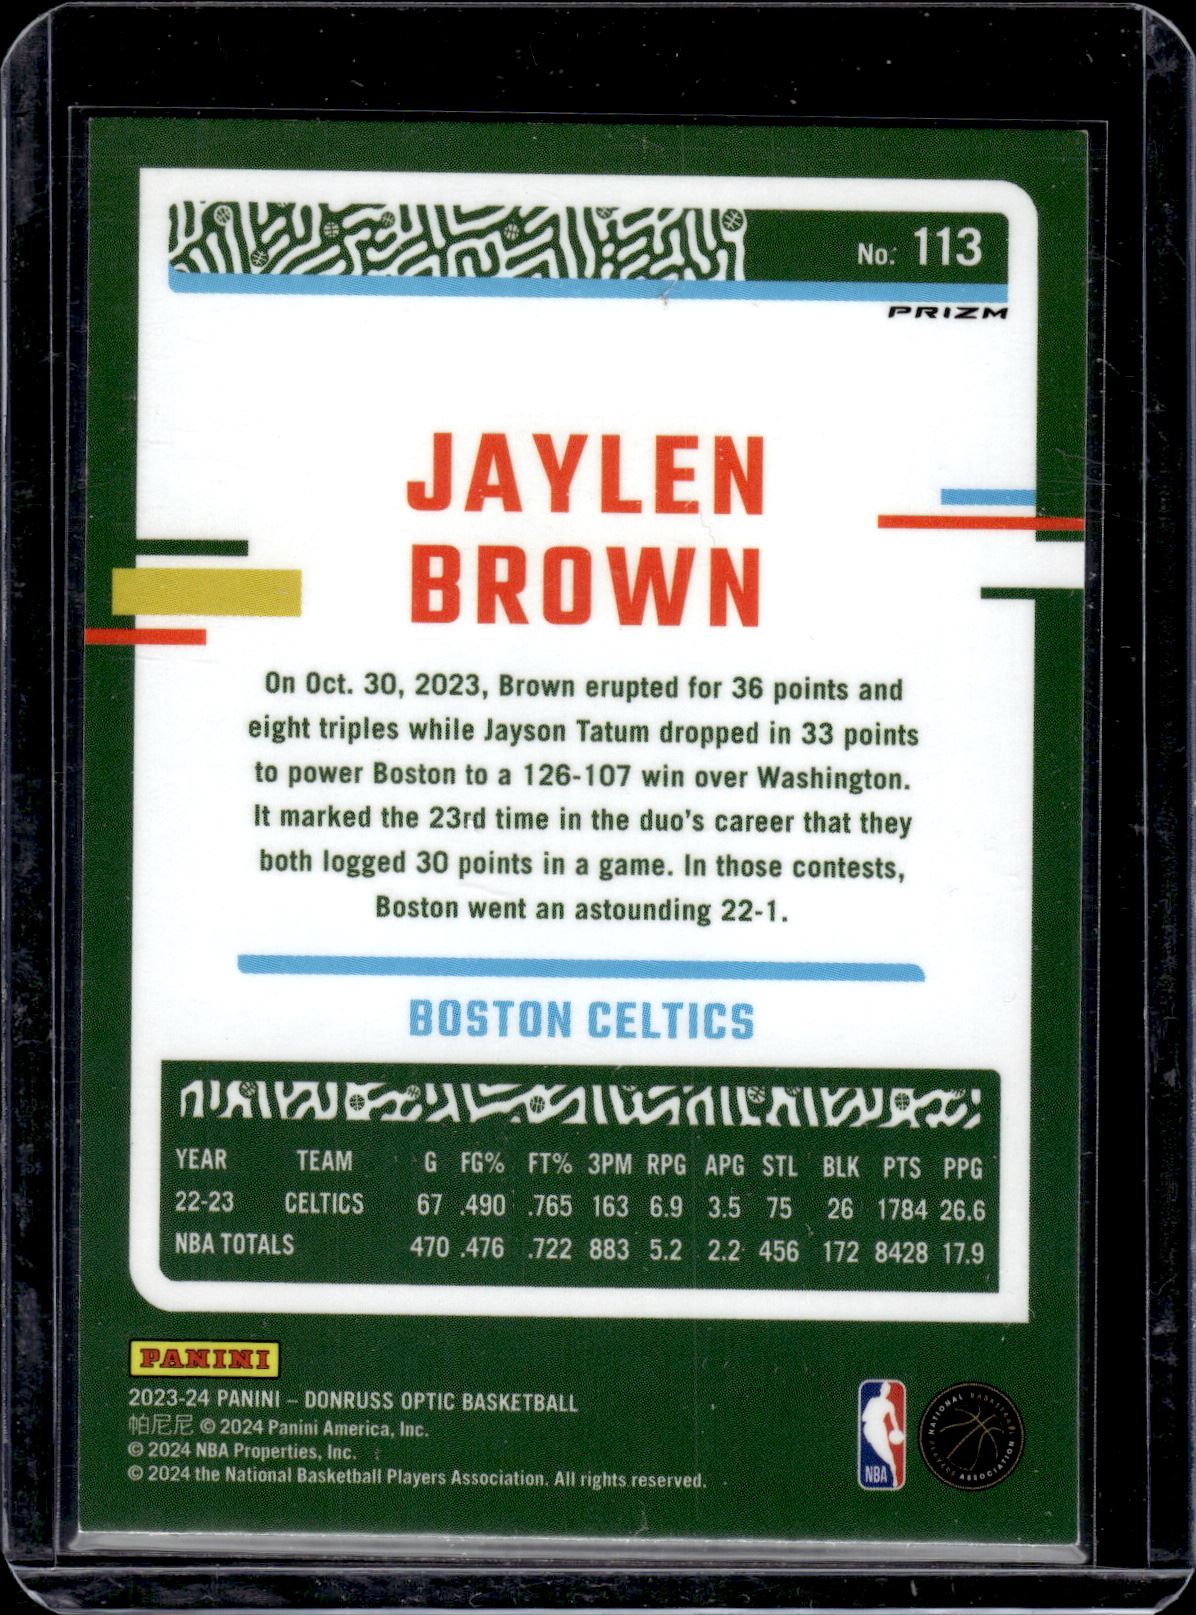 No: 113
PRIZM
JAYLEN
BROWN
On Oct. 30, 2023, Brown erupted for 36 points and
eight triples while Jayson Tatum dropped in 33 points
to power Boston to a 126-107 win over Washington.
It marked the 23rd time in the duo's career that they
both logged 30 points in a game. In those contests,
Boston went an astounding 22-1.
BOSTON CELTICS
YEAR TEAM G FG% FT% 3PM RPG APG STL BLK PTS PPG
22-23 CELTICS 67 .490 .765 163 6.9 3.5 75 26 1784 26.6
NBA TOTALS 470 .476 .722 883 5.2 2.2 456 172 8428 17.9
PANINI
2023-24 PANINI – DONRUSS OPTIC BASKETBALL
帕尼尼 © 2024 Panini America, Inc.
© 2024 NBA Properties, Inc.
© 2024 the National Basketball Players Association. All rights reserved.
NBA
NATIONAL BASKETBALL PLAYERS ASSOCIATION